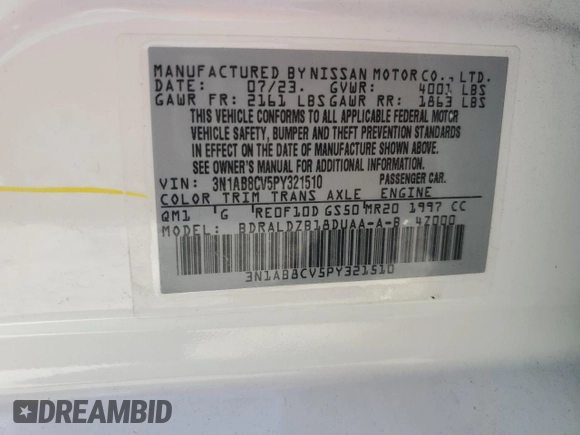 MANUFACTURED BY NISSAN MOTOR CO., LTD.
DATE: 07/23. GVWR: 4001 LBS
GAWR FR: 2161 LBS GAWR RR: 1863 LBS
THIS VEHICLE CONFORMS TO ALL APPLICABLE FEDERAL MOTOR
VEHICLE SAFETY, BUMPER AND THEFT PREVENTION STANDARDS
IN EFFECT ON THE DATE OF MANUFACTURE SHOWN ABOVE.
SEE OWNER'S MANUAL FOR ADDITIONAL INFORMATION.
VIN: 3N1AB8CV5PY321510 PASSENGER CAR.
COLOR TRIM TRANS AXLE ENGINE
QM1 G RE0F10D GS50 MR20 1997 CC
MODEL: BDRALDZB18DUAA-A-B- 4Z000
3N1AB8CV5PY321510
DREAMBID